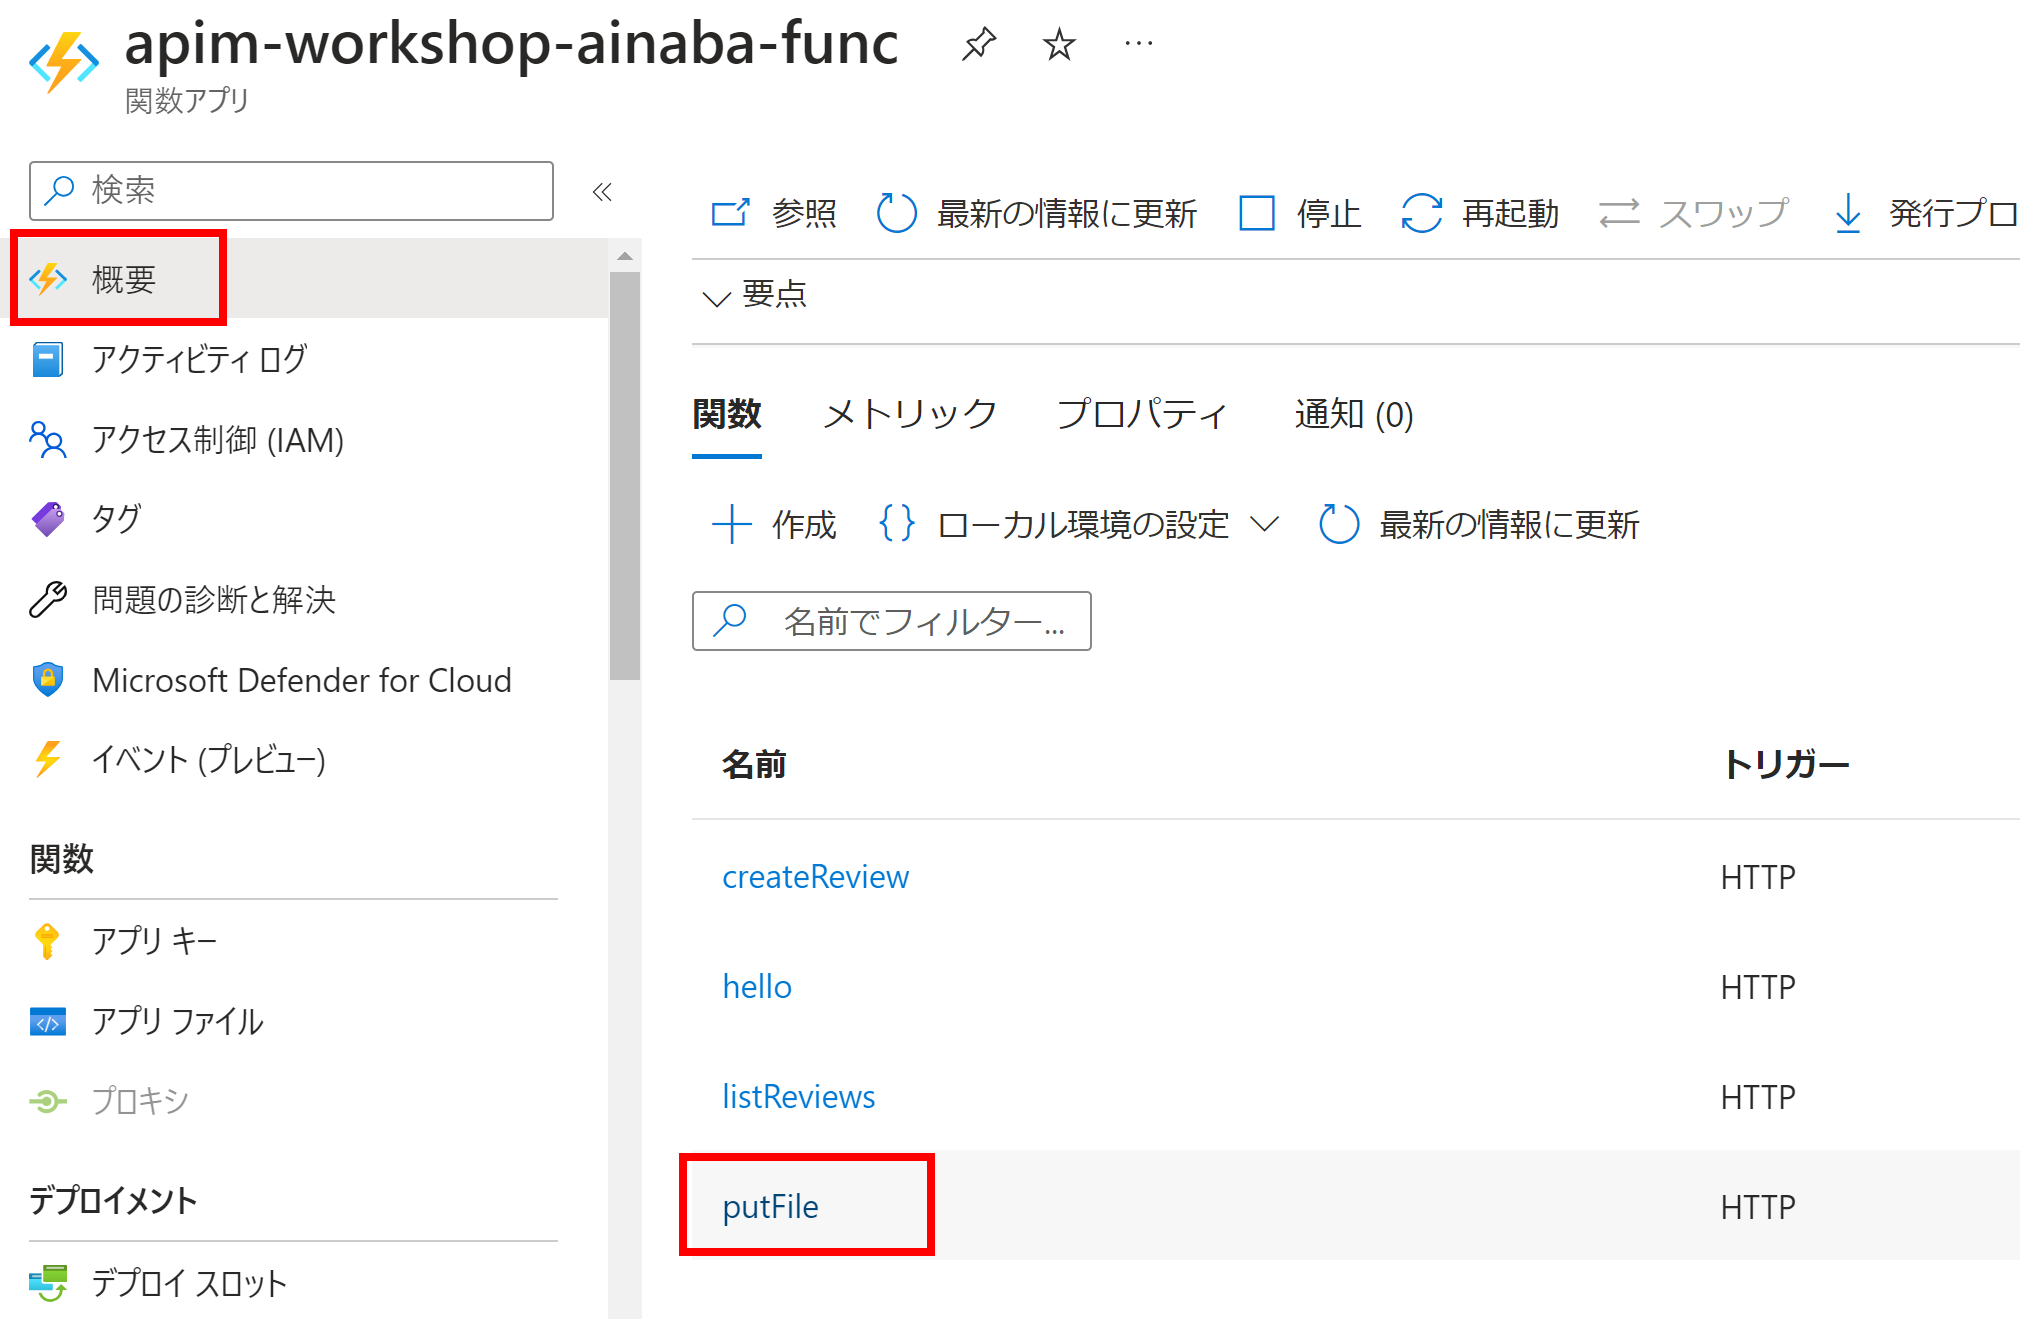 apim-workshop-ainaba-func
関数アプリ
検索
概要
アクティビティ ログ
アクセス制御 (IAM)
タグ
問題の診断と解決
Microsoft Defender for Cloud
イベント (プレビュー)
関数
アプリ キー
アプリ ファイル
プロキシ
デプロイメント
デプロイ スロット
参照 最新の情報に更新 停止 再起動 スワップ 発行プロ
要点
関数 メトリック プロパティ 通知 (0)
作成 {} ローカル環境の設定 最新の情報に更新
名前でフィルター...
名前 トリガー
createReview HTTP
hello HTTP
listReviews HTTP
putFile HTTP